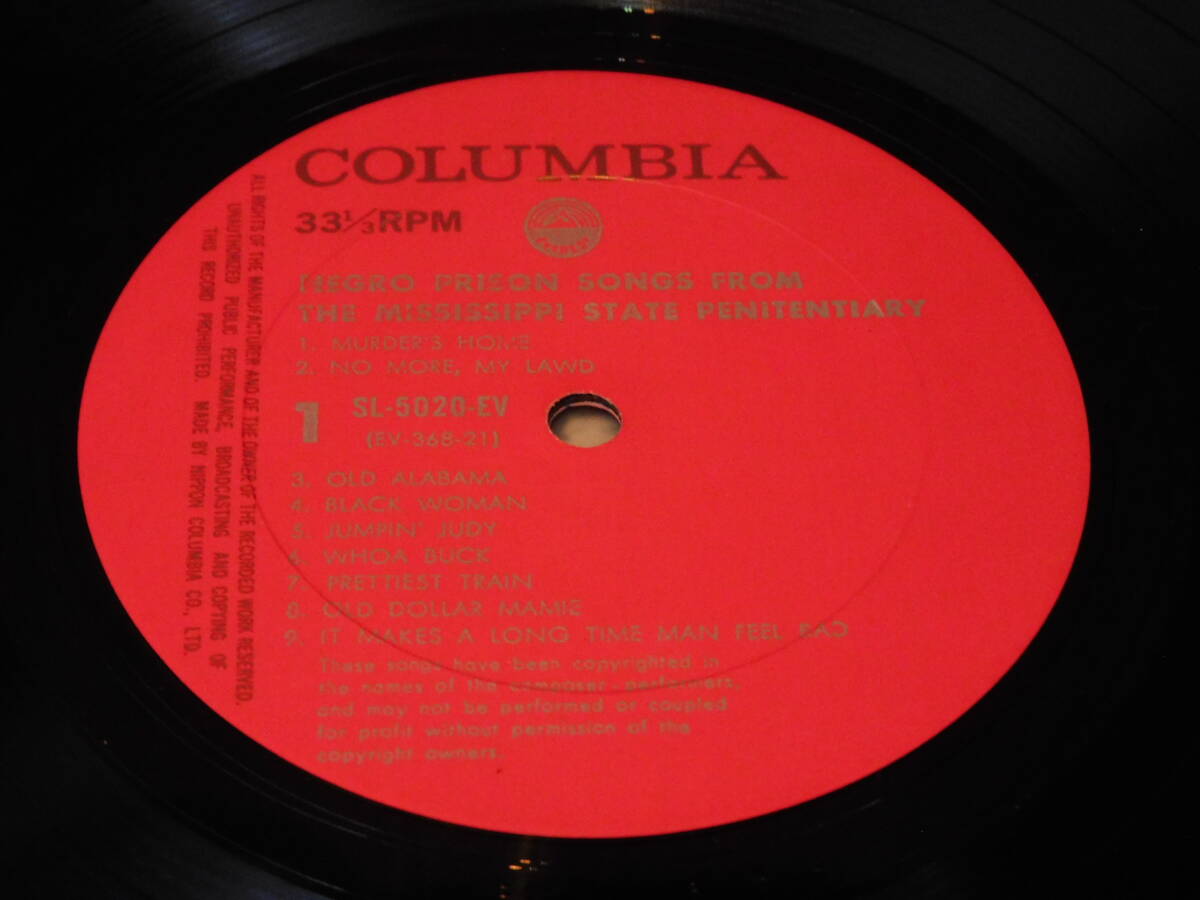 COLUMBIA
33 1/3 RPM
NEGRO PRISON SONGS FROM
THE MISSISSIPPI STATE PENITENTIARY
1. MURDER'S HOME
2. NO MORE, MY LAWD
1 SL-5020-EV
(EV-368-21)
3. OLD ALABAMA
4. BLACK WOMAN
5. JUMPIN' JUDY
6. WHOA BUCK
7. PRETTIEST TRAIN
8. OLD DOLLAR MAMIE
9. IT MAKES A LONG TIME MAN FEEL BAD
These songs have been copyrighted in
the names of the composer-performers,
and may not be performed or coupled
for profit without permission of the
copyright owners.
ALL RIGHTS OF THE MANUFACTURER AND OF THE OWNER OF THE RECORDED WORK RESERVED.
UNAUTHORIZED PUBLIC PERFORMANCE, BROADCASTING AND COPYING OF
THIS RECORD PROHIBITED. MADE BY NIPPON COLUMBIA CO., LTD.